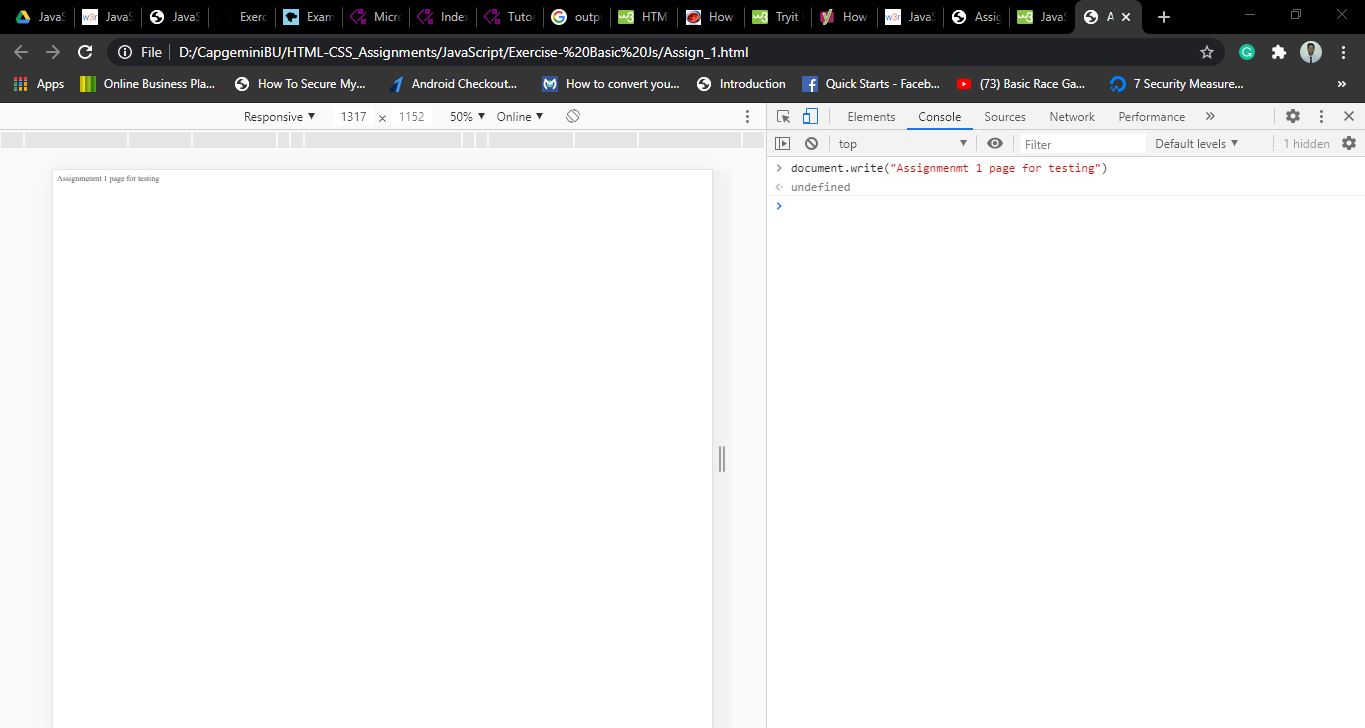 JavaS w3r JavaS JavaS Exerc Exam Micro Index Tutor outp HTM How Tryit How w3r JavaS Assig JavaS A
File D:/CapgeminiBU/HTML-CSS_Assignments/JavaScript/Exercise-%20Basic%20Js/Assign_1.html
Apps Online Business Pla... How To Secure My... Android Checkout... How to convert you... Introduction Quick Starts - Faceb... (73) Basic Race Ga... 7 Security Measure... »
Responsive 1317 x 1152 50% Online
Elements Console Sources Network Performance »
top Filter Default levels 1 hidden
Assignmenmt 1 page for testing
> document.write("Assignmenmt 1 page for testing")
undefined
>